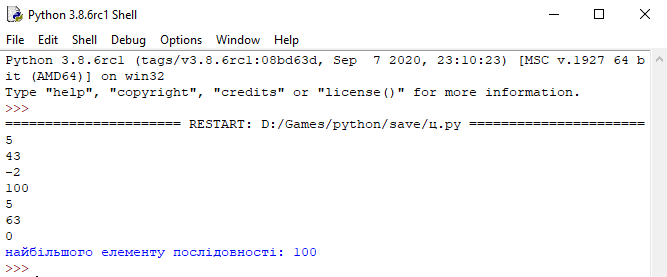 Python 3.8.6rc1 Shell
File Edit Shell Debug Options Window Help
Python 3.8.6rc1 (tags/v3.8.6rc1:08bd63d, Sep  7 2020, 23:10:23) [MSC v.1927 64 b
it (AMD64)] on win32
Type "help", "copyright", "credits" or "license()" for more information.
>>>
====================== RESTART: D:/Games/python/save/ц.py ======================
5
43
-2
100
5
63
0
найбільшого елементу послідовності: 100
>>>